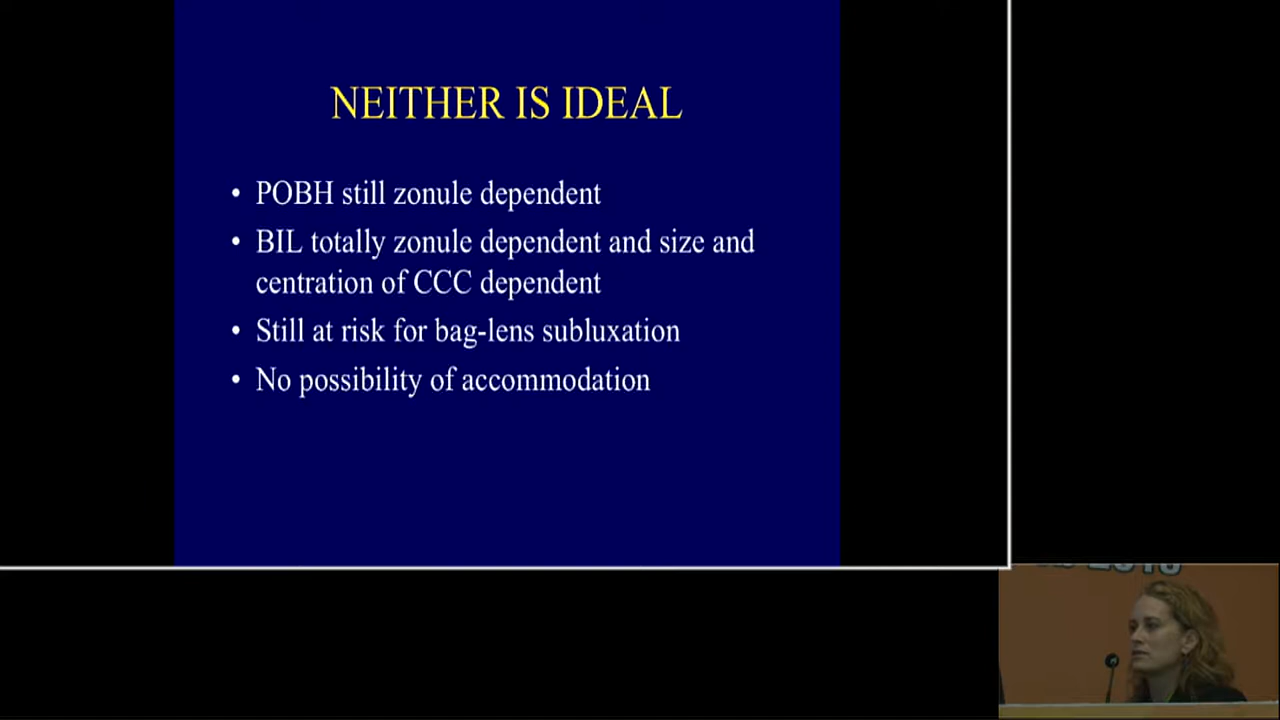 NEITHER IS IDEAL
• POBH still zonule dependent
• BIL totally zonule dependent and size and
centration of CCC dependent
• Still at risk for bag-lens subluxation
• No possibility of accommodation